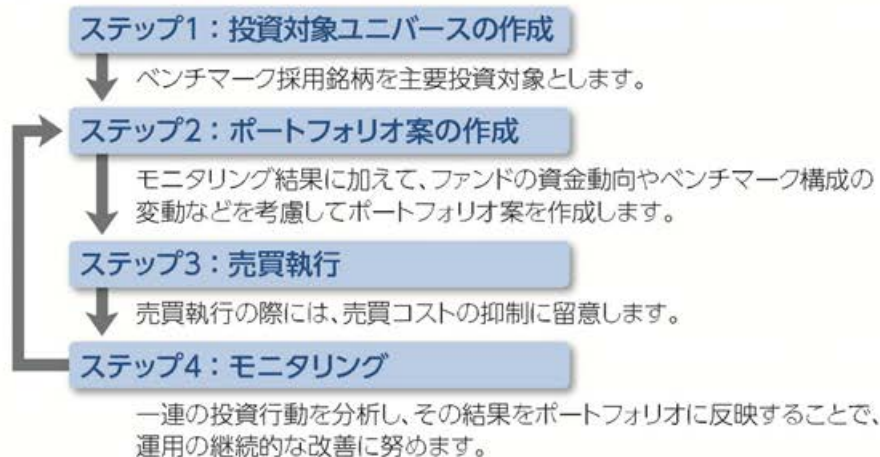 ステップ1：投資対象ユニバースの作成
ベンチマーク採用銘柄を主要投資対象とします。
ステップ2：ポートフォリオ案の作成
モニタリング結果に加えて、ファンドの資金動向やベンチマーク構成の
変動などを考慮してポートフォリオ案を作成します。
ステップ3：売買執行
売買執行の際には、売買コストの抑制に留意します。
ステップ4：モニタリング
一連の投資行動を分析し、その結果をポートフォリオに反映することで、
運用の継続的な改善に努めます。